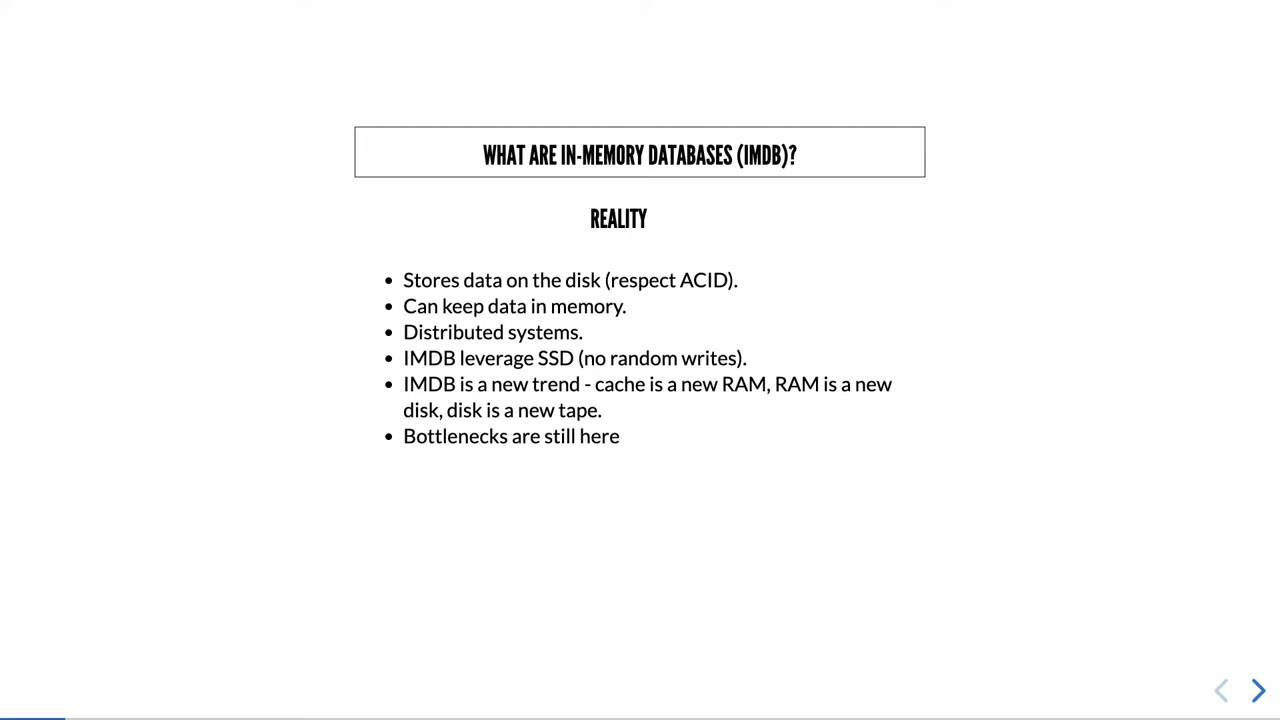 WHAT ARE IN-MEMORY DATABASES (IMDB)?
REALITY
• Stores data on the disk (respect ACID).
• Can keep data in memory.
• Distributed systems.
• IMDB leverage SSD (no random writes).
• IMDB is a new trend - cache is a new RAM, RAM is a new
disk, disk is a new tape.
• Bottlenecks are still here